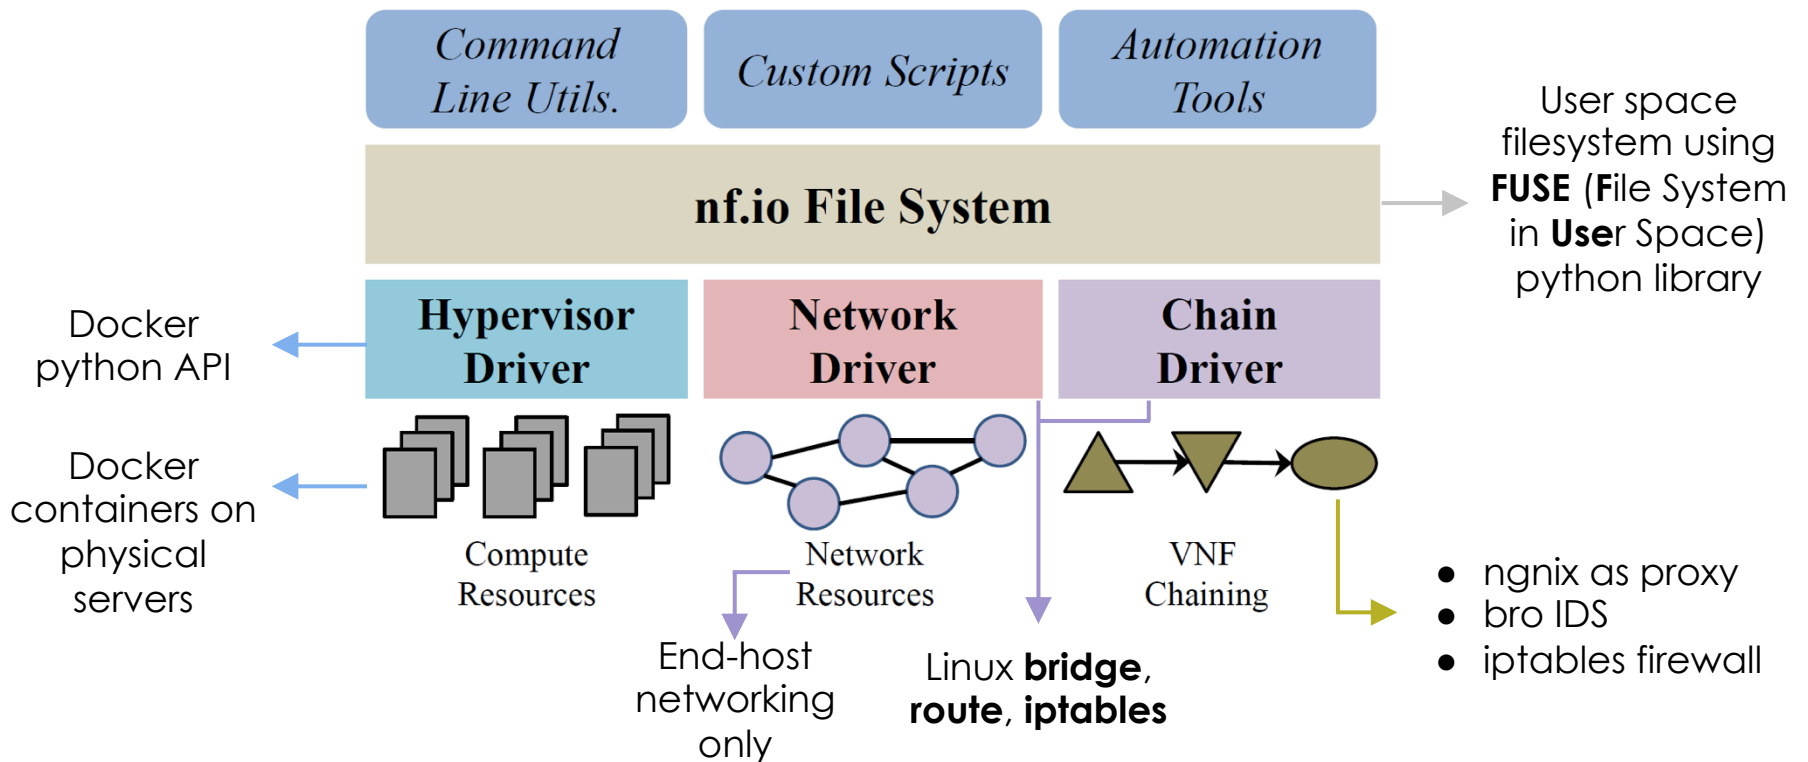 Command
Line Utils.
Custom Scripts
Automation
Tools
nf.io File System
User space
filesystem using
FUSE (File System
in User Space)
python library
Hypervisor
Driver
Network
Driver
Chain
Driver
Docker
python API
Docker
containers on
physical
servers
Compute
Resources
Network
Resources
VNF
Chaining
End-host
networking
only
Linux bridge,
route, iptables
● ngnix as proxy
● bro IDS
● iptables firewall